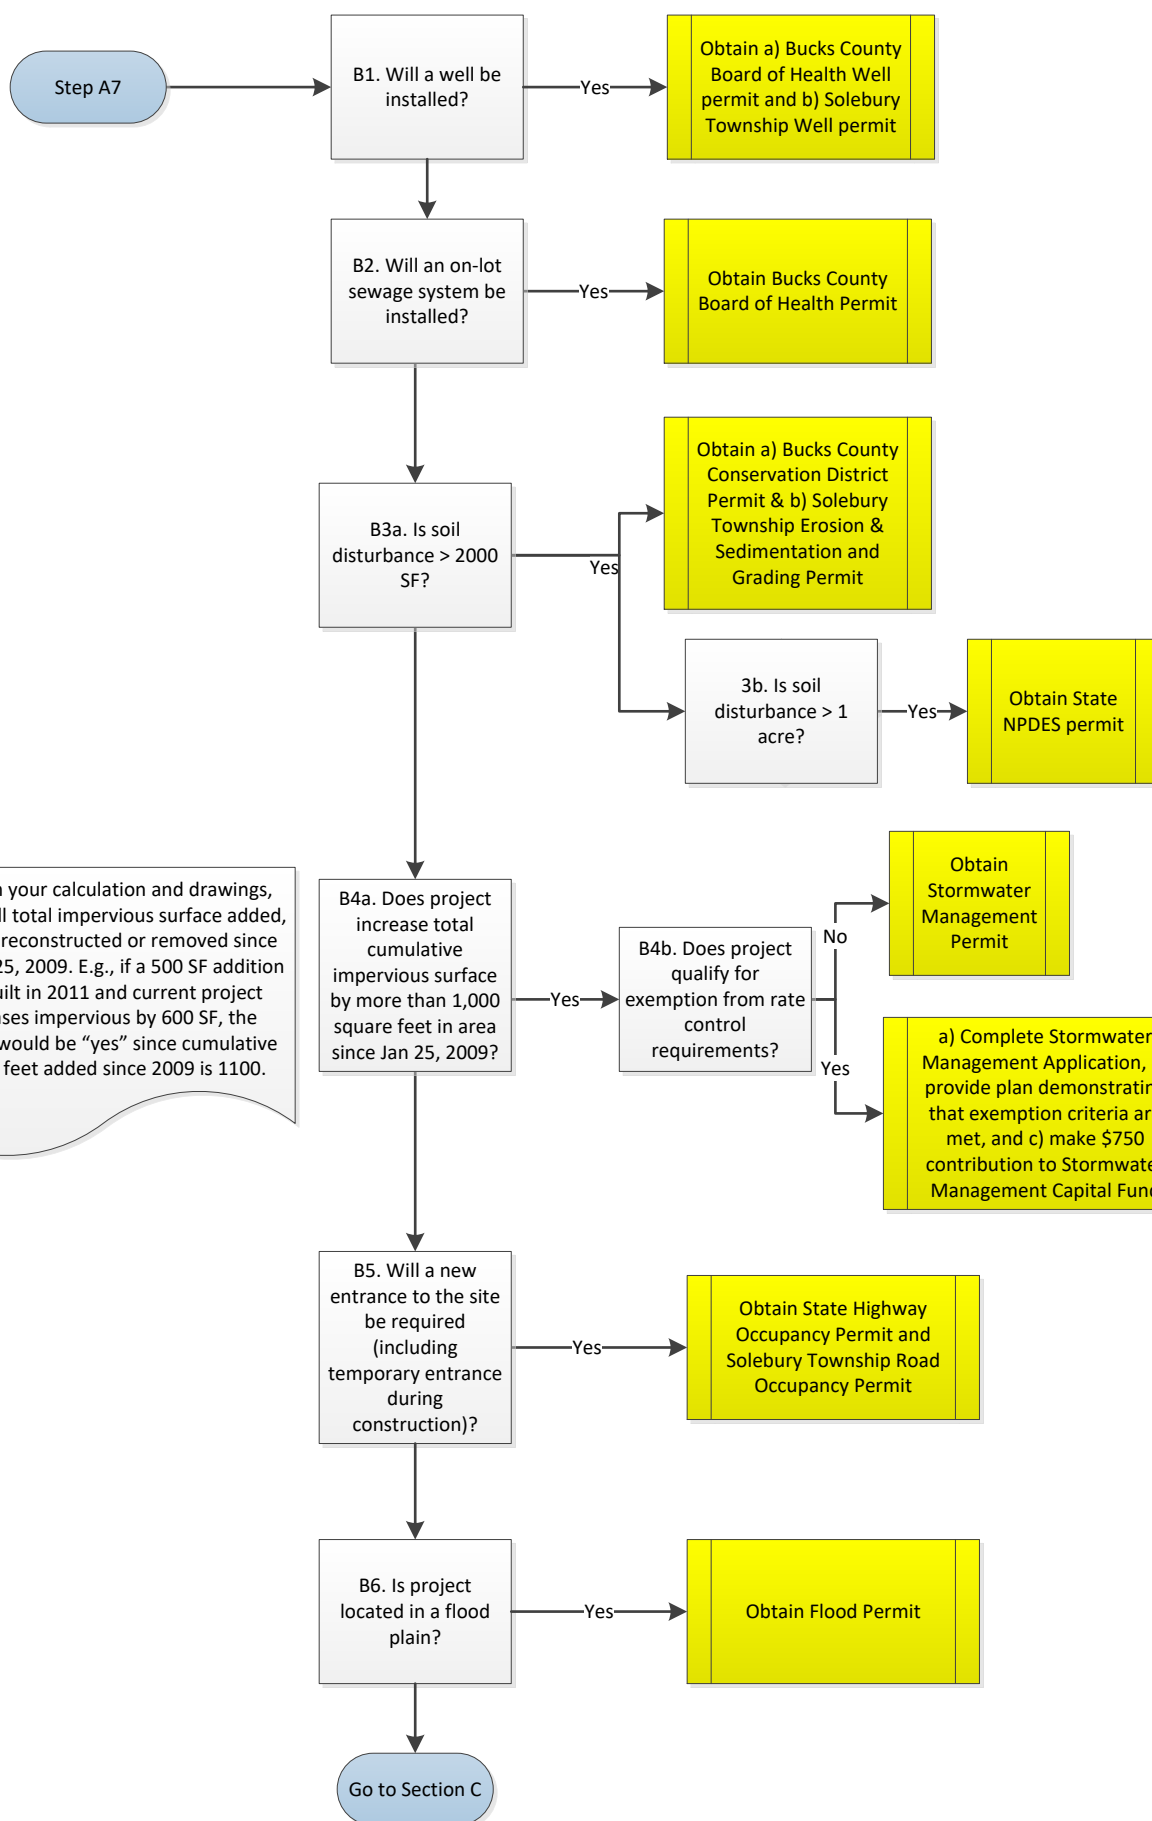 Step A7
B1. Will a well be
installed?
Yes
Obtain a) Bucks County
Board of Health Well
permit and b) Solebury
Township Well permit
B2. Will an on-lot
sewage system be
installed?
Yes
Obtain Bucks County
Board of Health Permit
B3a. Is soil
disturbance > 2000
SF?
Yes
Obtain a) Bucks County
Conservation District
Permit & b) Solebury
Township Erosion &
Sedimentation and
Grading Permit
3b. Is soil
disturbance > 1
acre?
Yes
Obtain State
NPDES permit
your calculation and drawings,
total impervious surface added,
reconstructed or removed since
25, 2009. E.g., if a 500 SF addition
in 2011 and current project
impervious by 600 SF, the
would be “yes” since cumulative
feet added since 2009 is 1100.
B4a. Does project
increase total
cumulative
impervious surface
by more than 1,000
square feet in area
since Jan 25, 2009?
Yes
B4b. Does project
qualify for
exemption from rate
control
requirements?
No
Obtain
Stormwater
Management
Permit
Yes
a) Complete Stormwater
Management Application,
provide plan
that exemption criteria
met, and c) make $750
contribution to
Management Capital
B5. Will a new
entrance to the site
be required
(including
temporary entrance
during
construction)?
Yes
Obtain State Highway
Occupancy Permit and
Solebury Township Road
Occupancy Permit
B6. Is project
located in a flood
plain?
Yes
Obtain Flood Permit
Go to Section C